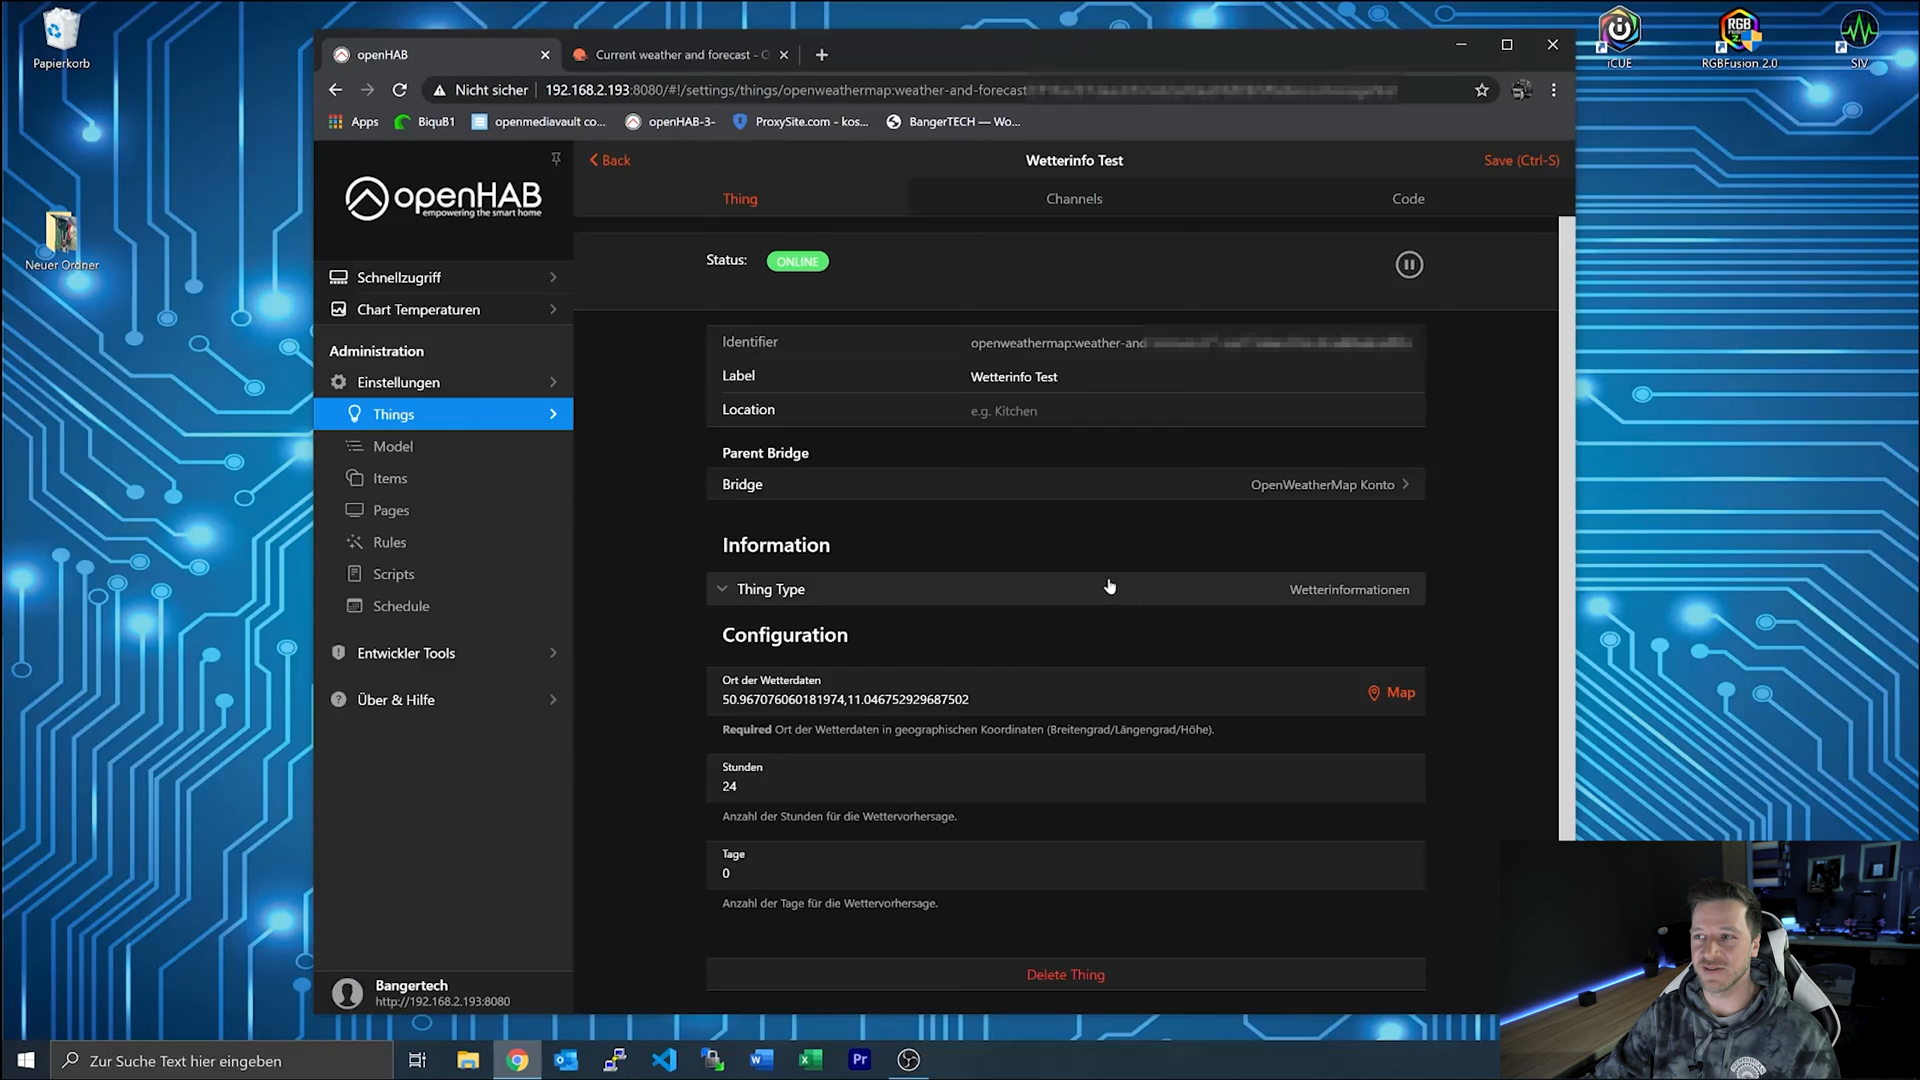 Papierkorb
Neuer Ordner
iCUE
RGBFusion 2.0
SIV
openHAB
Current weather and forecast - O
Nicht sicher
192.168.2.193:8080/#!/settings/things/openweathermap:weather-and-forecast
Apps
BiquB1
openmediavault co...
openHAB-3-
ProxySite.com - kos...
BangerTECH — Wo...
openHAB
empowering the smart home
Back
Wetterinfo Test
Save (Ctrl-S)
Thing
Channels
Code
Schnellzugriff
Chart Temperaturen
Administration
Einstellungen
Things
Model
Items
Pages
Rules
Scripts
Schedule
Entwickler Tools
Über & Hilfe
Bangertech
http://192.168.2.193:8080
Status:
ONLINE
Identifier
openweathermap:weather-and
Label
Wetterinfo Test
Location
e.g. Kitchen
Parent Bridge
Bridge
OpenWeatherMap Konto
Information
Thing Type
Wetterinformationen
Configuration
Ort der Wetterdaten
50.967076060181974,11.046752929687502
Map
Required Ort der Wetterdaten in geographischen Koordinaten (Breitengrad/Längengrad/Höhe).
Stunden
24
Anzahl der Stunden für die Wettervorhersage.
Tage
0
Anzahl der Tage für die Wettervorhersage.
Delete Thing
Zur Suche Text hier eingeben
Pr